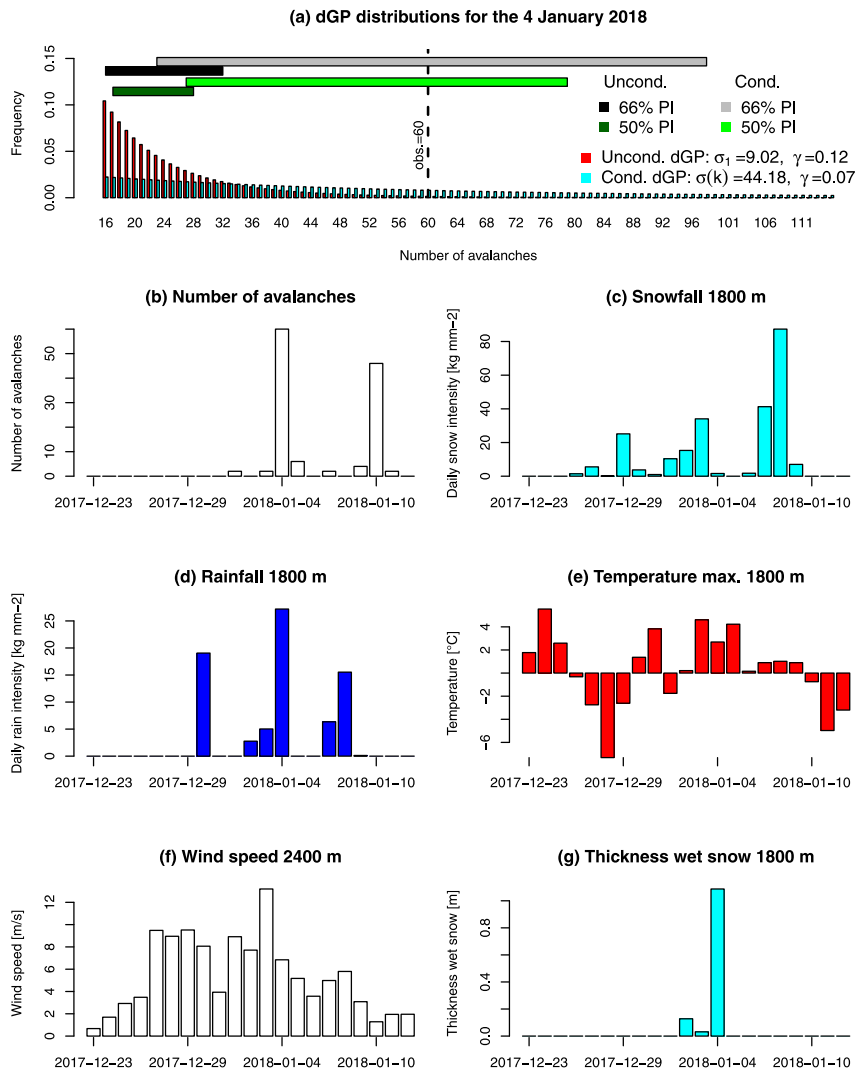 (a) dGP distributions for the 4 January 2018
Frequency
0.00 0.05 0.10 0.15
obs.=60
Uncond. Cond.
66% PI 66% PI
50% PI 50% PI
Uncond. dGP: σ1 =9.02, γ=0.12
Cond. dGP: σ(k) =44.18, γ=0.07
16 20 24 28 32 36 40 44 48 52 56 60 64 68 72 76 80 84 88 92 96 101 106 111
Number of avalanches
(b) Number of avalanches
Number of avalanches
0 10 30 50
2017−12−23 2017−12−29 2018−01−04 2018−01−10
(c) Snowfall 1800 m
Daily snow intensity [kg mm−2]
0 20 40 60 80
2017−12−23 2017−12−29 2018−01−04 2018−01−10
(d) Rainfall 1800 m
Daily rain intensity [kg mm−2]
0 5 10 15 20 25
2017−12−23 2017−12−29 2018−01−04 2018−01−10
(e) Temperature max. 1800 m
Temperature [°C]
−6 −2 2 4
2017−12−23 2017−12−29 2018−01−04 2018−01−10
(f) Wind speed 2400 m
Wind speed [m/s]
0 2 4 6 8 12
2017−12−23 2017−12−29 2018−01−04 2018−01−10
(g) Thickness wet snow 1800 m
Thickness wet snow [m]
0.0 0.4 0.8
2017−12−23 2017−12−29 2018−01−04 2018−01−10